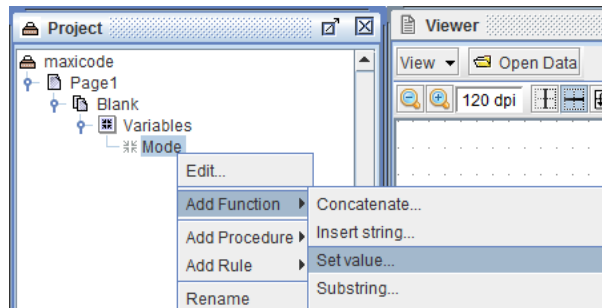 Project
maxicode
Page1
Blank
Variables
Mode
Edit...
Add Function
Add Procedure
Add Rule
Rename
Concatenate...
Insert string...
Set value...
Substring...
Viewer
View
Open Data
120 dpi